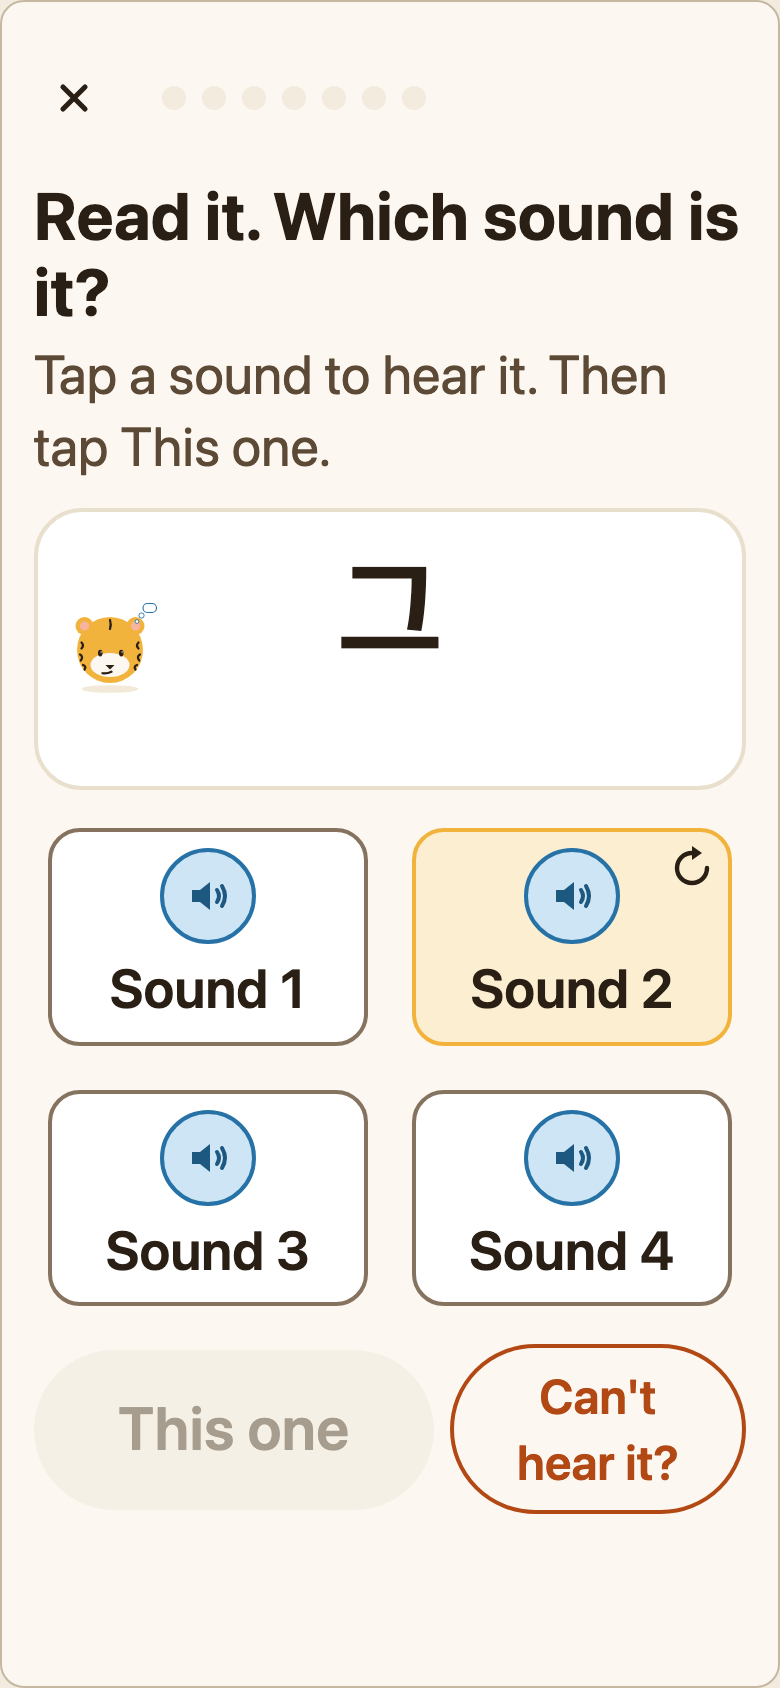 Read it. Which sound is
it?
Tap a sound to hear it. Then
tap This one.
그
Sound 1
Sound 2
Sound 3
Sound 4
This one
Can't
hear it?